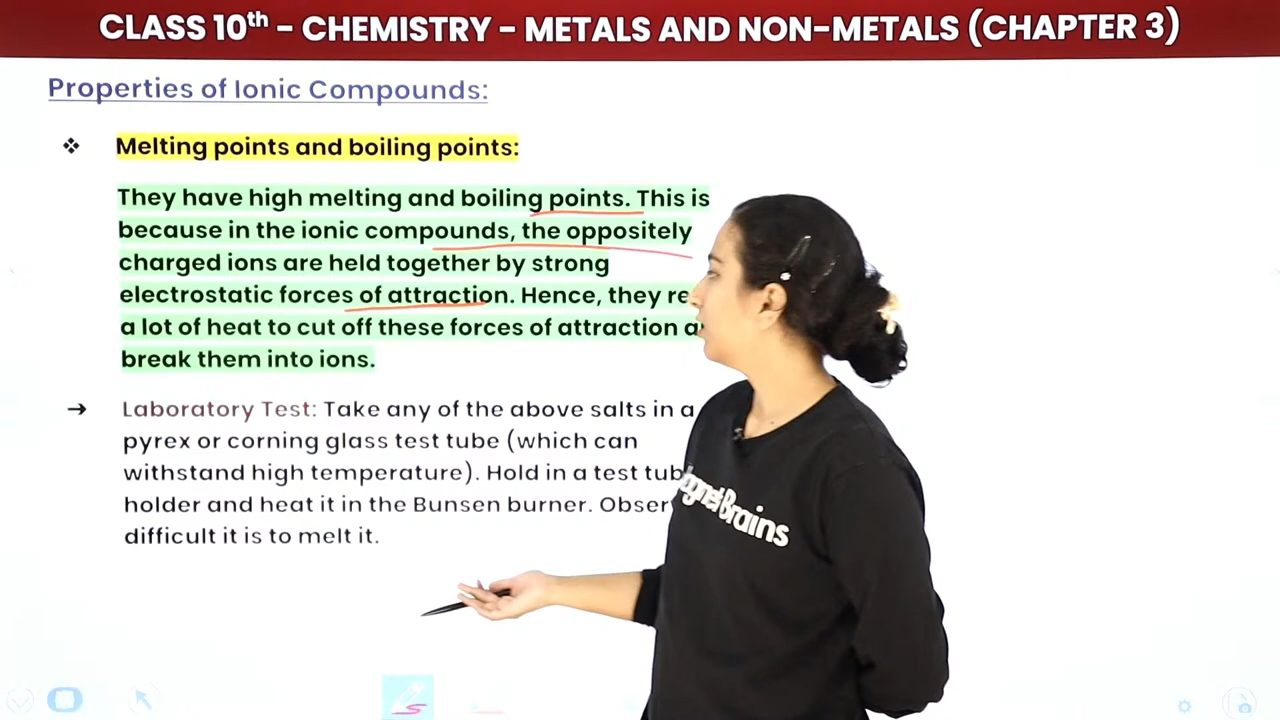 CLASS 10th - CHEMISTRY - METALS AND NON-METALS (CHAPTER 3)
Properties of Ionic Compounds:
❖ Melting points and boiling points:
They have high melting and boiling points. This is
because in the ionic compounds, the oppositely
charged ions are held together by strong
electrostatic forces of attraction. Hence, they
a lot of heat to cut off these forces of attraction
break them into ions.
➔ Laboratory Test: Take any of the above salts in a
pyrex or corning glass test tube (which can
withstand high temperature). Hold in a test
holder and heat it in the Bunsen burner.
difficult it is to melt it.
Brains